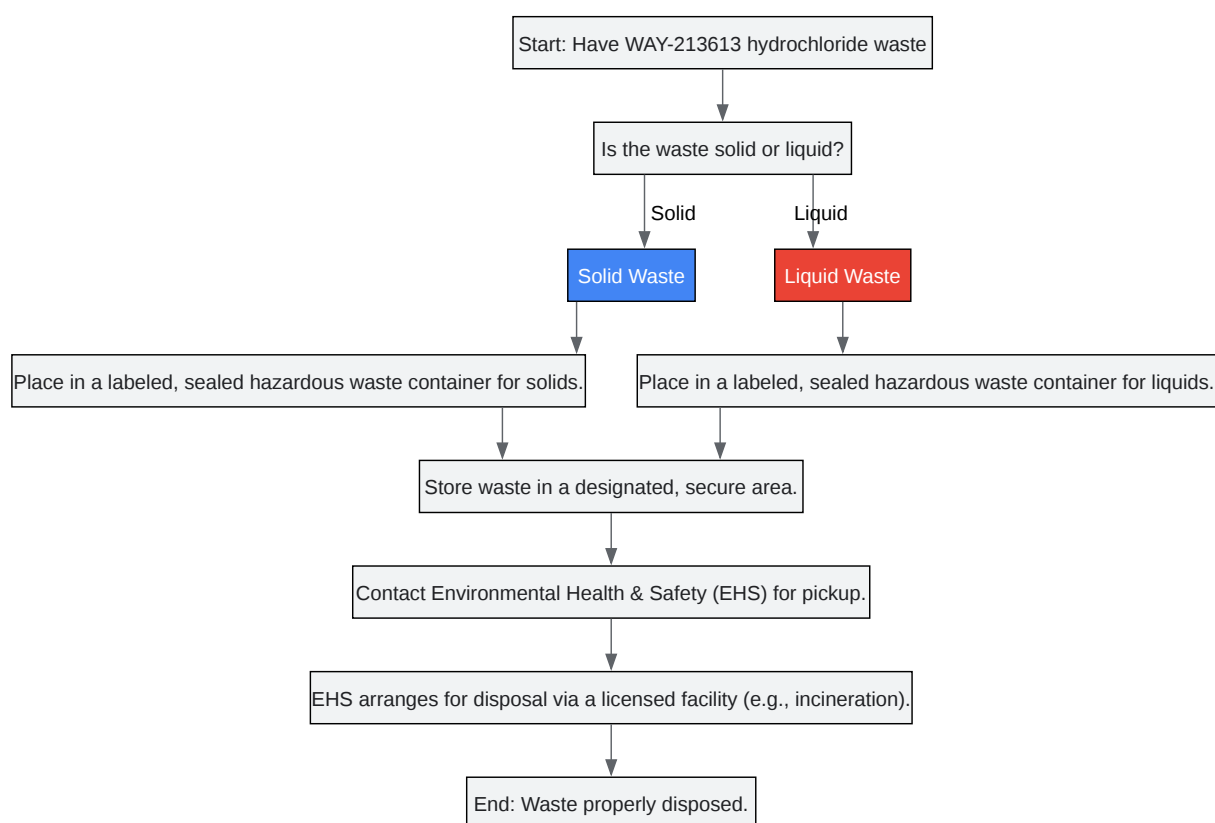 Start: Have WAY-213613 hydrochloride waste
Is the waste solid or liquid?
Solid
Liquid
Solid Waste
Liquid Waste
Place in a labeled, sealed hazardous waste container for solids.
Place in a labeled, sealed hazardous waste container for liquids.
Store waste in a designated, secure area.
Contact Environmental Health & Safety (EHS) for pickup.
EHS arranges for disposal via a licensed facility (e.g., incineration).
End: Waste properly disposed.